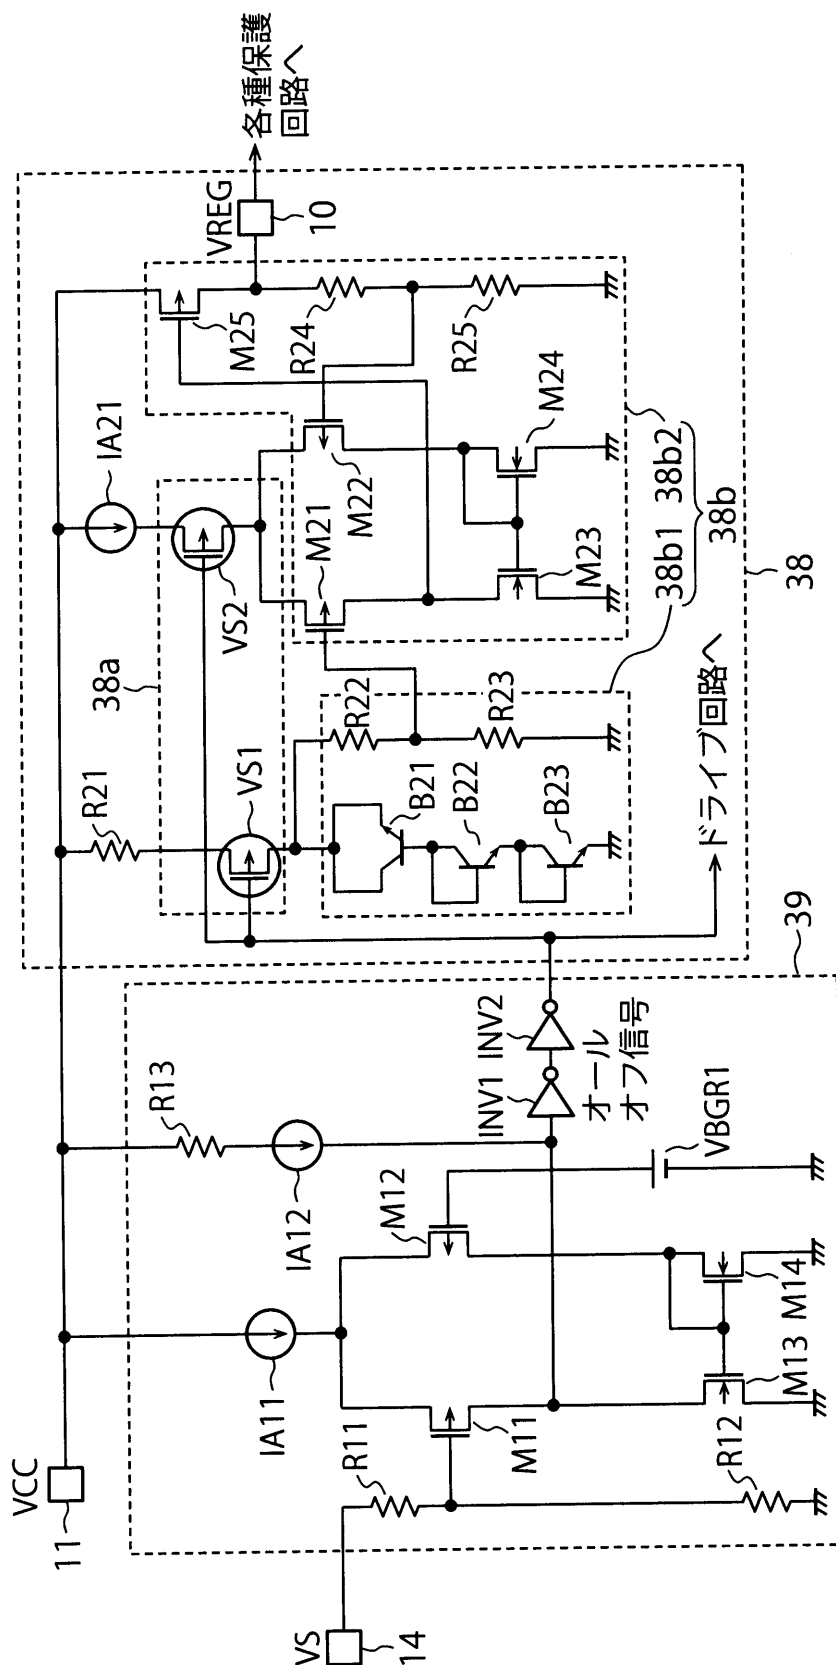 VCC
11
VS
14
R11
R12
IA11
M11
M12
M13
M14
IA12
R13
VBGR1
INV1
INV2
オール
オフ信号
39
ドライブ回路へ
R21
VS1
38a
VS2
IA21
B21
B22
B23
R22
R23
M21
M22
M23
M24
M25
R24
R25
VREG
10
各種保護
回路へ
38b1
38b2
38b
38